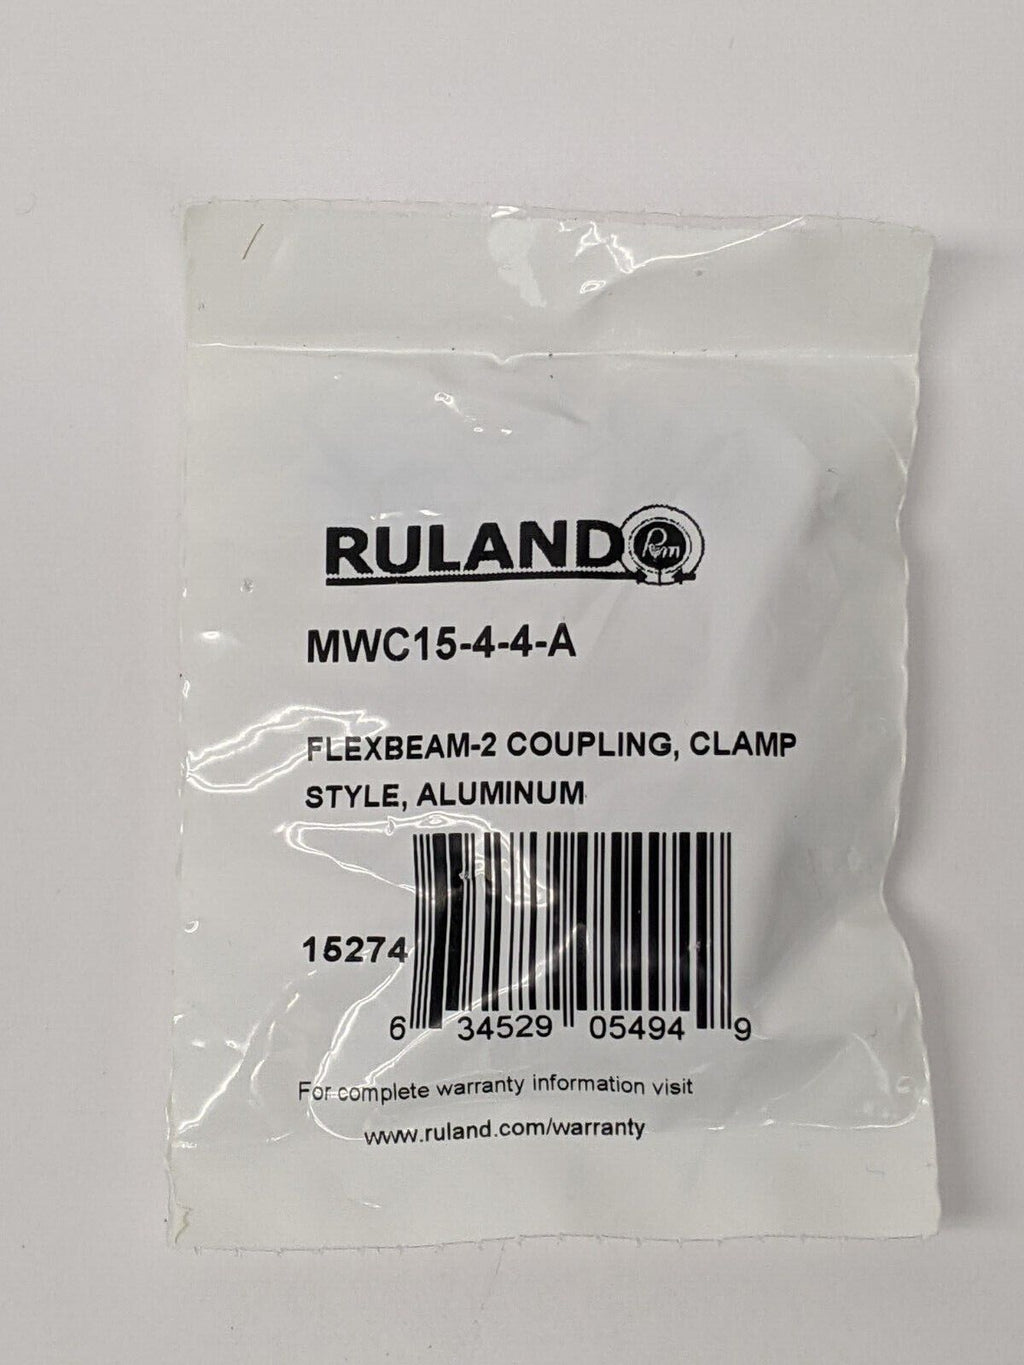 RULAND Rm
MWC15-4-4-A
FLEXBEAM-2 COUPLING, CLAMP
STYLE, ALUMINUM
15274
6 34529 05494 9
For complete warranty information visit
www.ruland.com/warranty